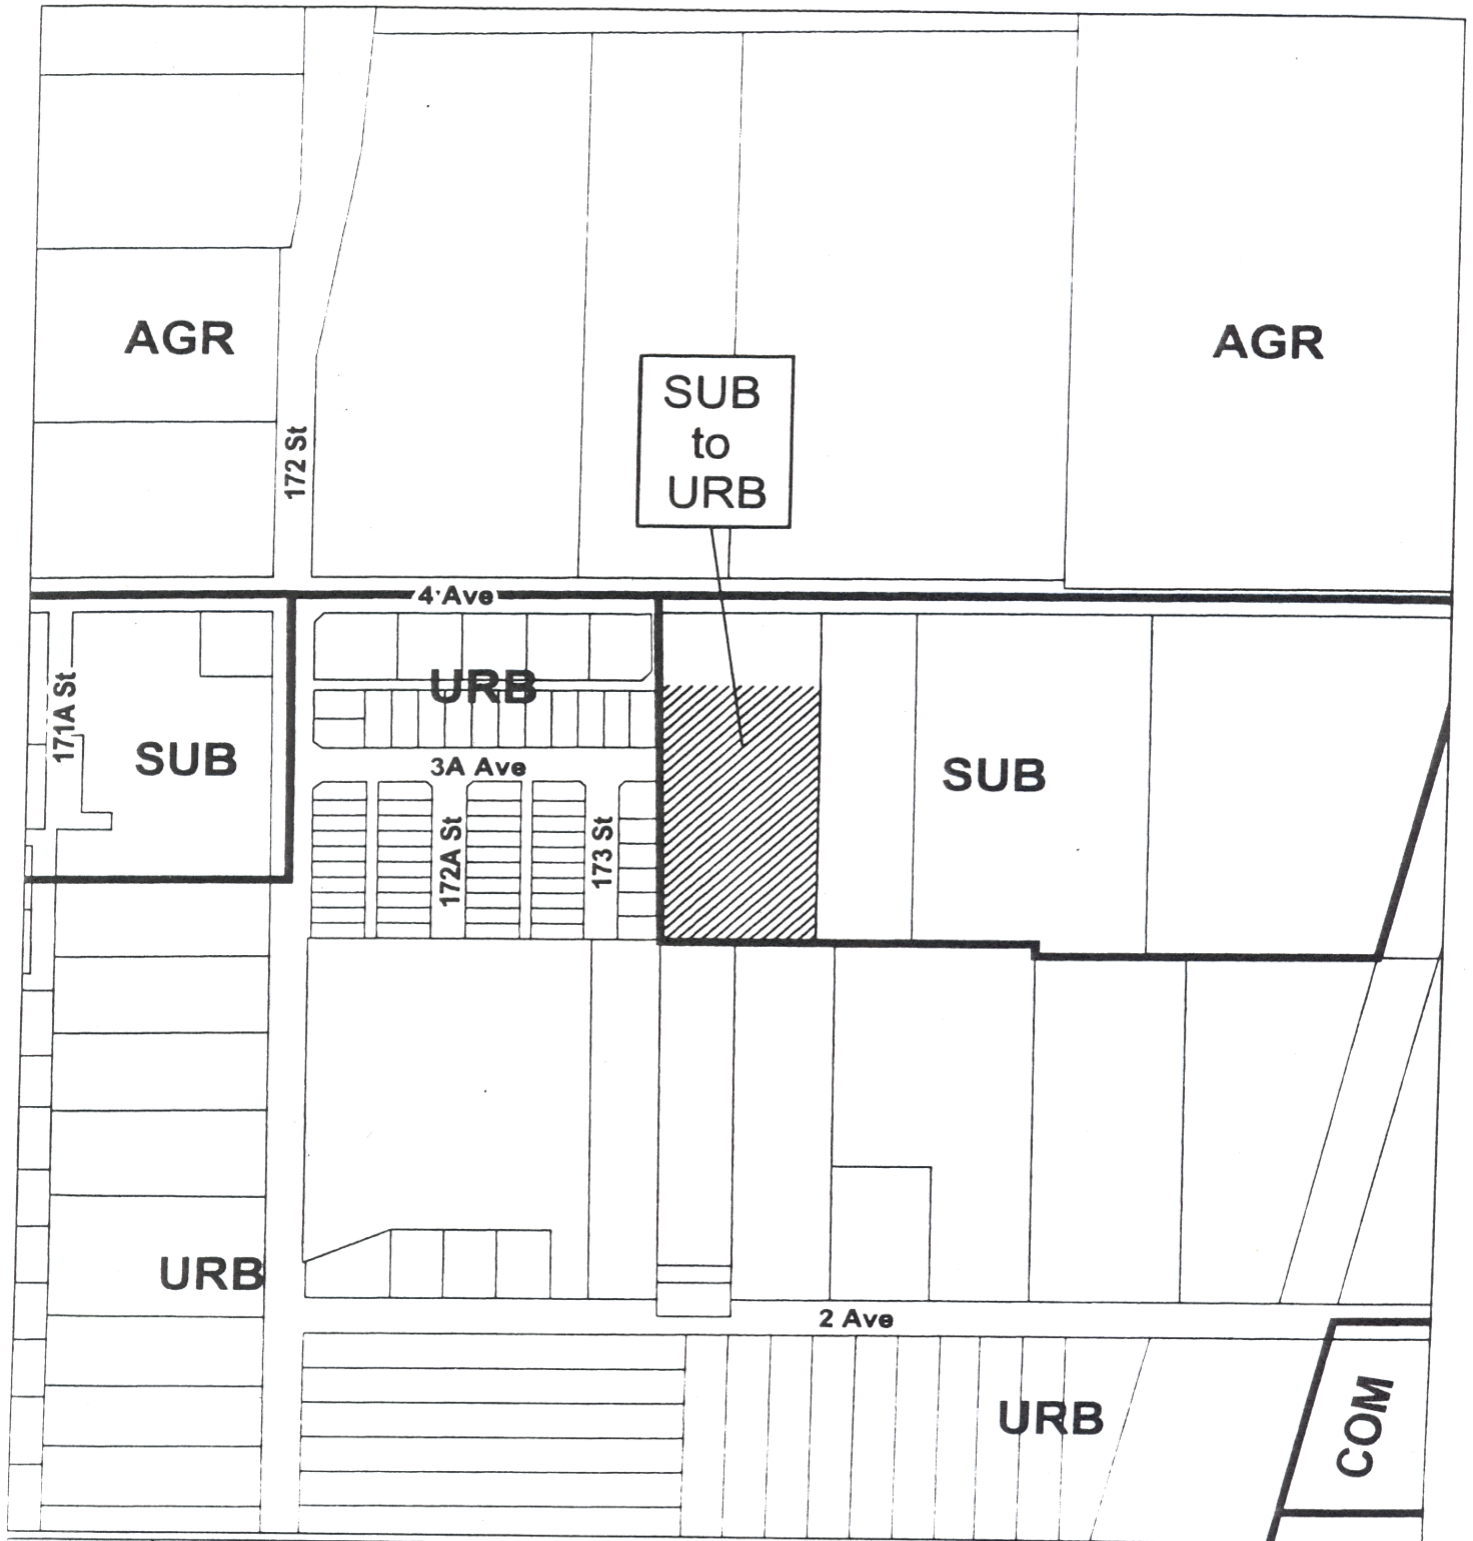 AGR
AGR
SUB
to
URB
172 St
4 Ave
URB
171A St
SUB
3A Ave
SUB
172A St
173 St
URB
2 Ave
URB
COM